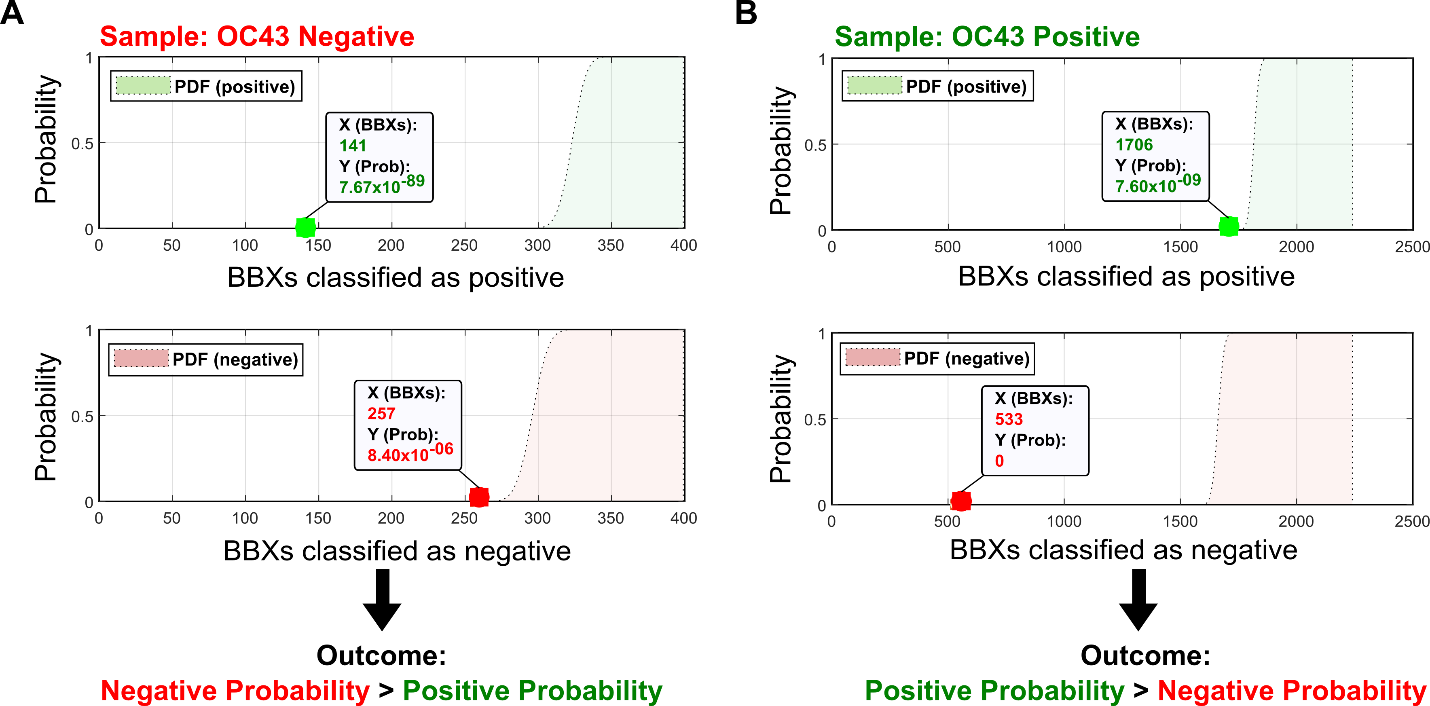 A
Sample: OC43 Negative
Probability
1
0.5
0
PDF (positive)
X (BBXs):
141
Y (Prob):
7.67x10-89
0 50 100 150 200 250 300 350 400
BBXs classified as positive
Probability
1
0.5
0
PDF (negative)
X (BBXs):
257
Y (Prob):
8.40x10-06
0 50 100 150 200 250 300 350 400
BBXs classified as negative
Outcome:
Negative Probability > Positive Probability
B
Sample: OC43 Positive
Probability
1
0.5
0
PDF (positive)
X (BBXs):
1706
Y (Prob):
7.60x10-09
0 500 1000 1500 2000 2500
BBXs classified as positive
Probability
1
0.5
0
PDF (negative)
X (BBXs):
533
Y (Prob):
0
0 500 1000 1500 2000 2500
BBXs classified as negative
Outcome:
Positive Probability > Negative Probability